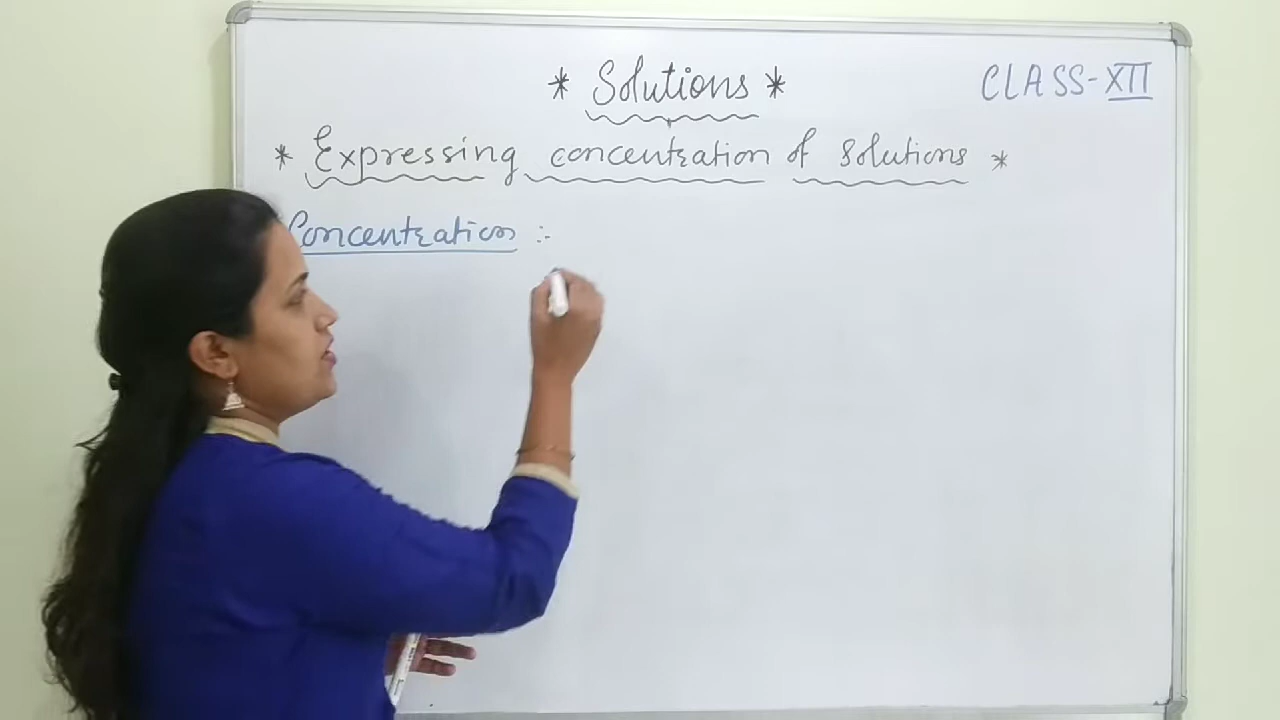 * Solutions *
CLASS-XII
* Expressing concentration of solutions *
Concentration :-